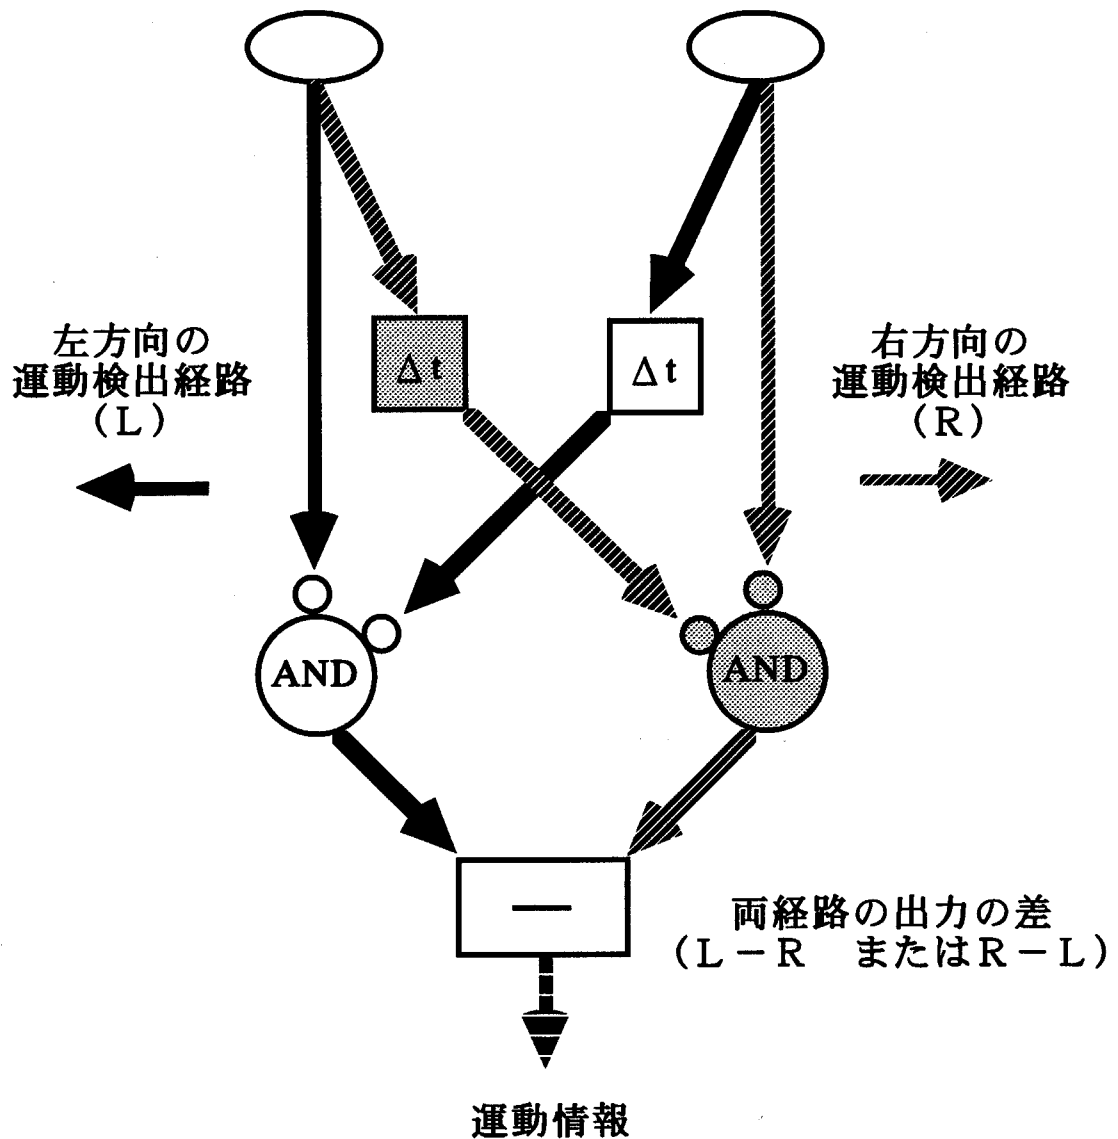 Δt
Δt
左方向の
運動検出経路
（L）
右方向の
運動検出経路
（R）
AND
AND
—
両経路の出力の差
（L－R　またはR－L）
運動情報